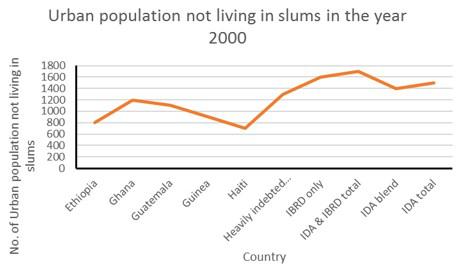 Urban population not living in slums in the year
2000
No. of Urban population not living in
slums
1800
1600
1400
1200
1000
800
600
400
200
0
Ethiopia
Ghana
Guatemala
Guinea
Haiti
Heavily indebted...
IBRD only
IDA & IBRD total
IDA blend
IDA total
Country